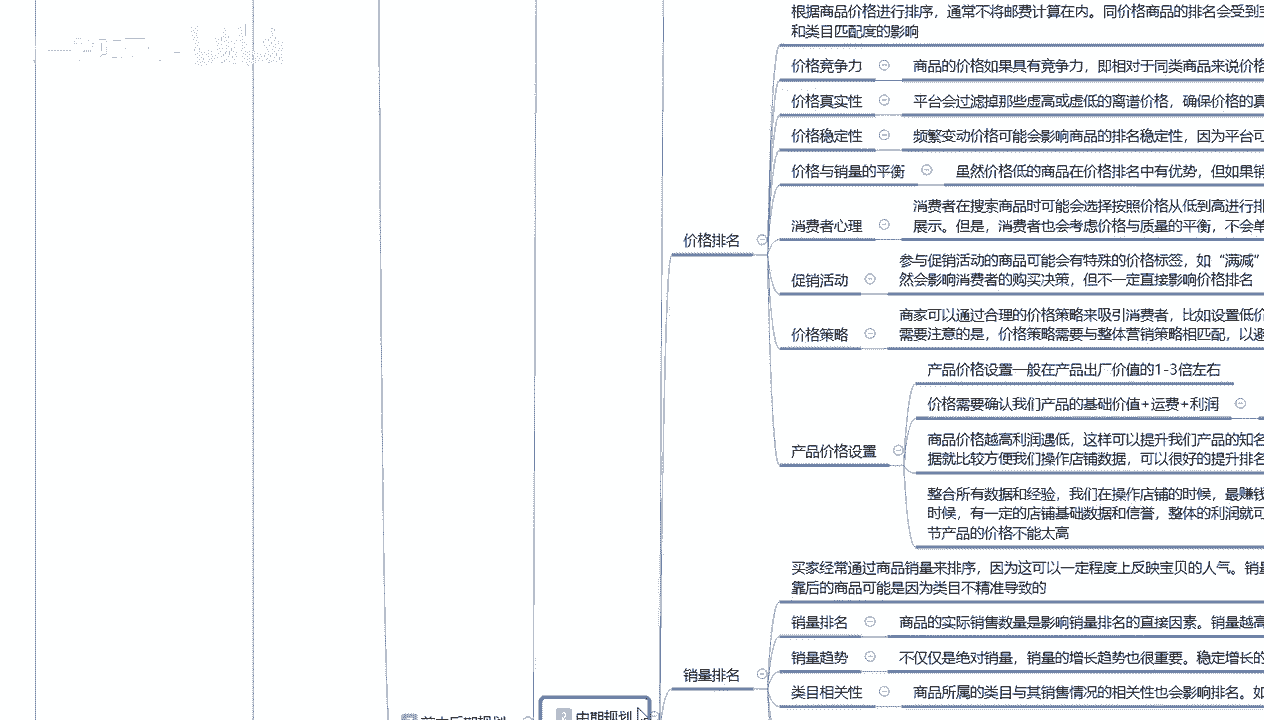 根据商品价格进行排序，通常不将邮费计算在内。同价格商品的排名会受到
和类目匹配度的影响
价格竞争力
商品的价格如果具有竞争力，即相对于同类商品来说价格
价格真实性
平台会过滤掉那些虚高或虚低的离谱价格，确保价格的真
价格稳定性
频繁变动价格可能会影响商品的排名稳定性，因为平台可
价格与销量的平衡
虽然价格低的商品在价格排名中有优势，但如果销
消费者心理
消费者在搜索商品时可能会选择按照价格从低到高进行排
展示。但是，消费者也会考虑价格与质量的平衡，不会单
价格排名
促销活动
参与促销活动的商品可能会有特殊的价格标签，如“满减”
然会影响消费者的购买决策，但不一定直接影响价格排名
价格策略
商家可以通过合理的价格策略来吸引消费者，比如设置低价
需要注意的是，价格策略需要与整体营销策略相匹配，以避
产品价格设置一般在产品出厂价值的1-3倍左右
价格需要确认我们产品的基础价值+运费+利润
产品价格设置
商品价格越高利润遇低，这样可以提升我们产品的知名
据就比较方便我们操作店铺数据，可以很好的提升排名
整合所有数据和经验，我们在操作店铺的时候，最赚钱
时候，有一定的店铺基础数据和信誉，整体的利润就可
节产品的价格不能太高
买家经常通过商品销量来排序，因为这可以一定程度上反映宝贝的人气。销量
靠后的商品可能是因为类目不精准导致的
销量排名
商品的实际销售数量是影响销量排名的直接因素。销量越高
销量趋势
不仅仅是绝对销量，销量的增长趋势也很重要。稳定增长的
销量排名
类目相关性
商品所属的类目与其销售情况的相关性也会影响排名。如
前中后期规划
中期规划